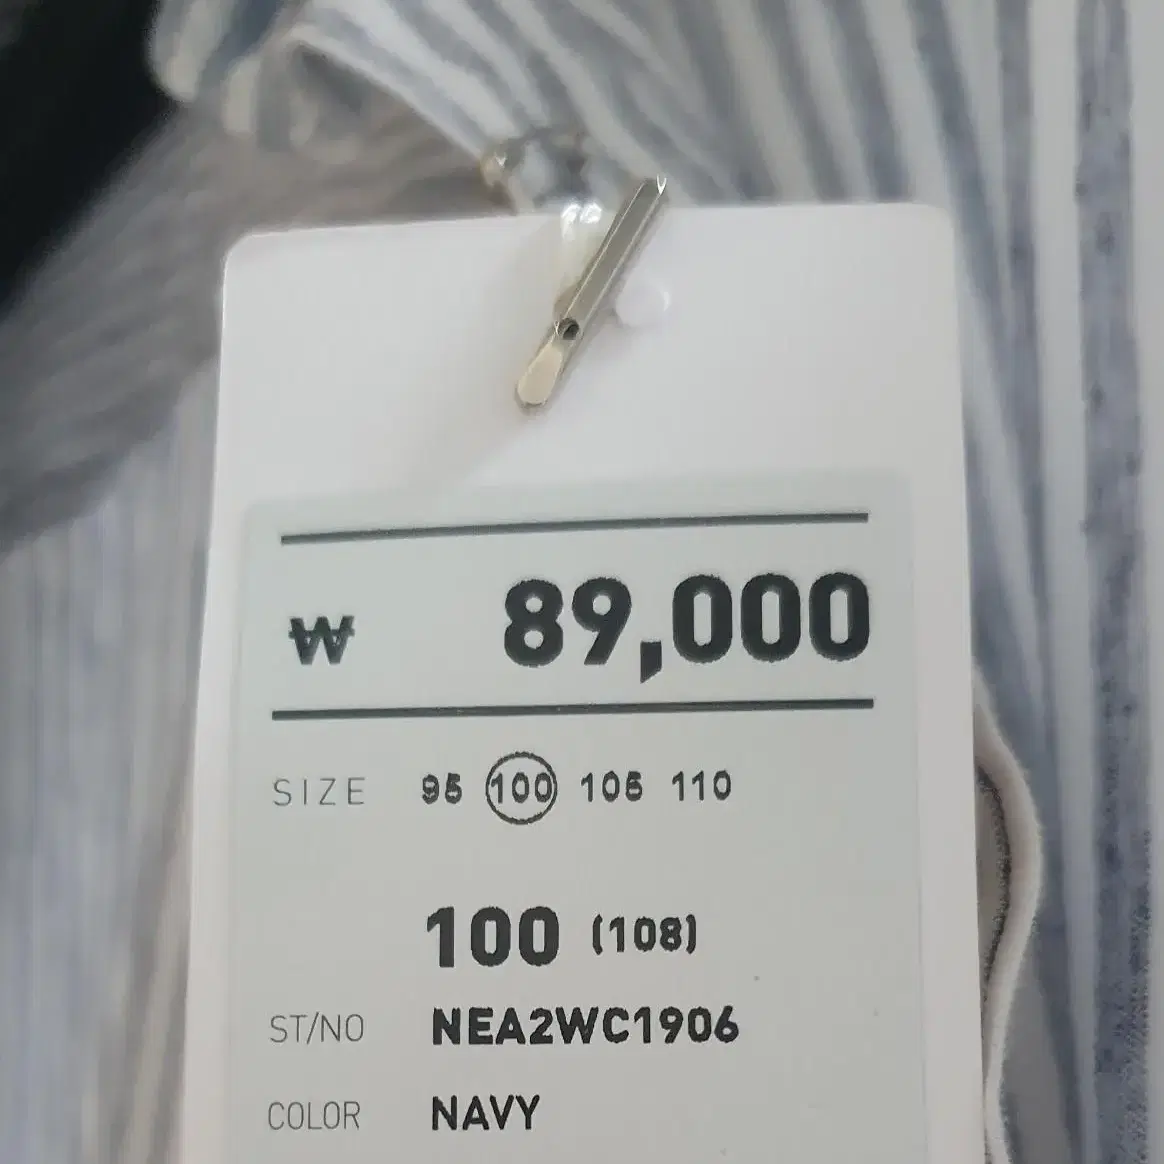 ₩ 89,000
SIZE 95 100 105 110
100 (108)
ST/NO NEA2WC1906
COLOR NAVY